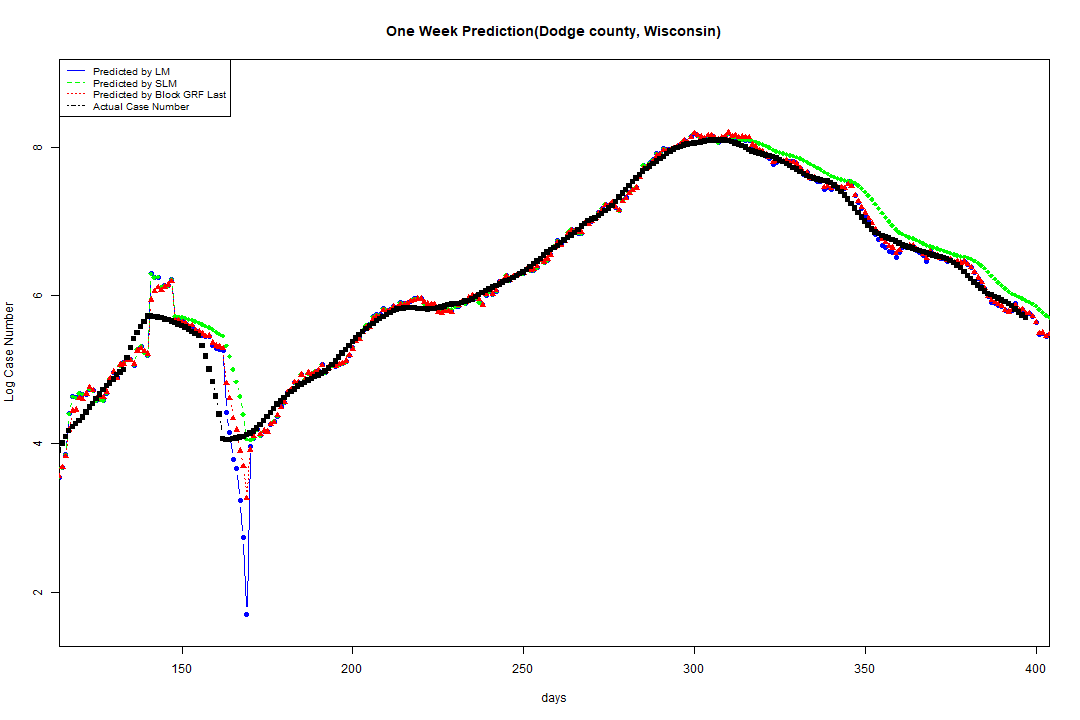 One Week Prediction(Dodge county, Wisconsin)
Predicted by LM
Predicted by SLM
Predicted by Block GRF Last
Actual Case Number
8
6
4
2
Log Case Number
150 200 250 300 350 400
days